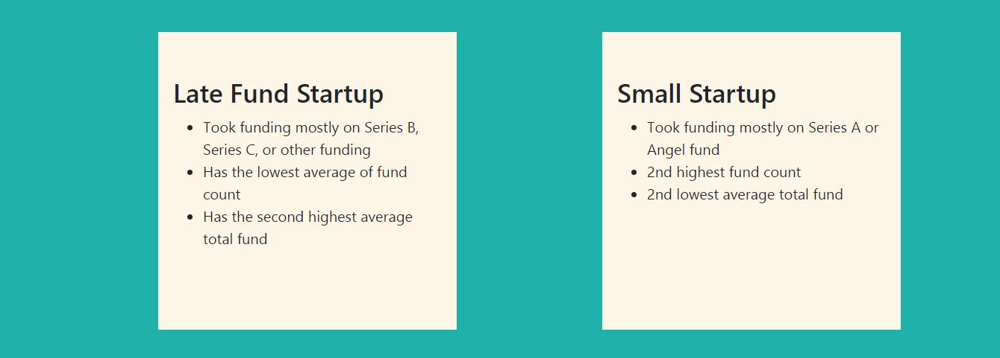 Late Fund Startup
• Took funding mostly on Series B,
Series C, or other funding
• Has the lowest average of fund
count
• Has the second highest average
total fund
Small Startup
• Took funding mostly on Series A or
Angel fund
• 2nd highest fund count
• 2nd lowest average total fund